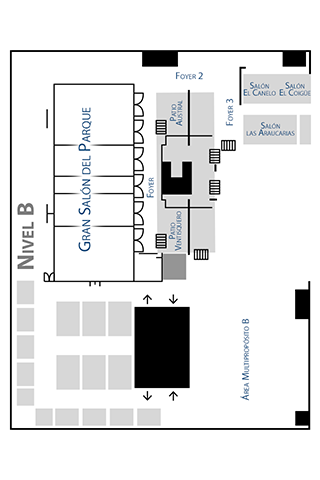 Foyer 2
Patio
Austral
Foyer 3
Salón
El Canelo
Salón
El Coigüe
Salón
las Araucarias
Gran Salón del Parque
Foyer
Patio
Ventisquero
Nivel B
Área Multipropósito B